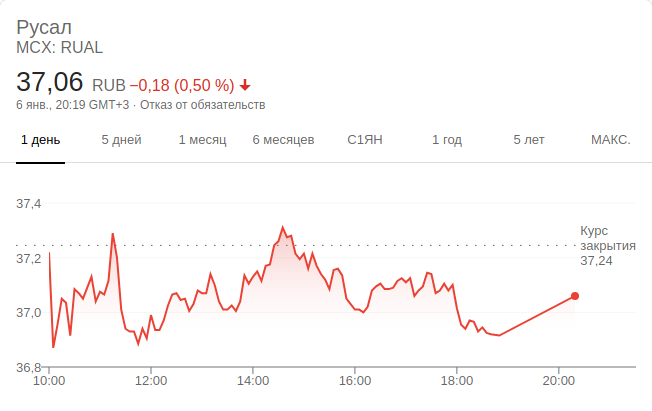 Русал
MCX: RUAL
37,06 RUB −0,18 (0,50 %)
6 янв., 20:19 GMT+3 · Отказ от обязательств
1 день 5 дней 1 месяц 6 месяцев С1ЯН 1 год 5 лет МАКС.
37,4
Курс
закрытия
37,24
37,2
37,0
36,8
10:00 12:00 14:00 16:00 18:00 20:00